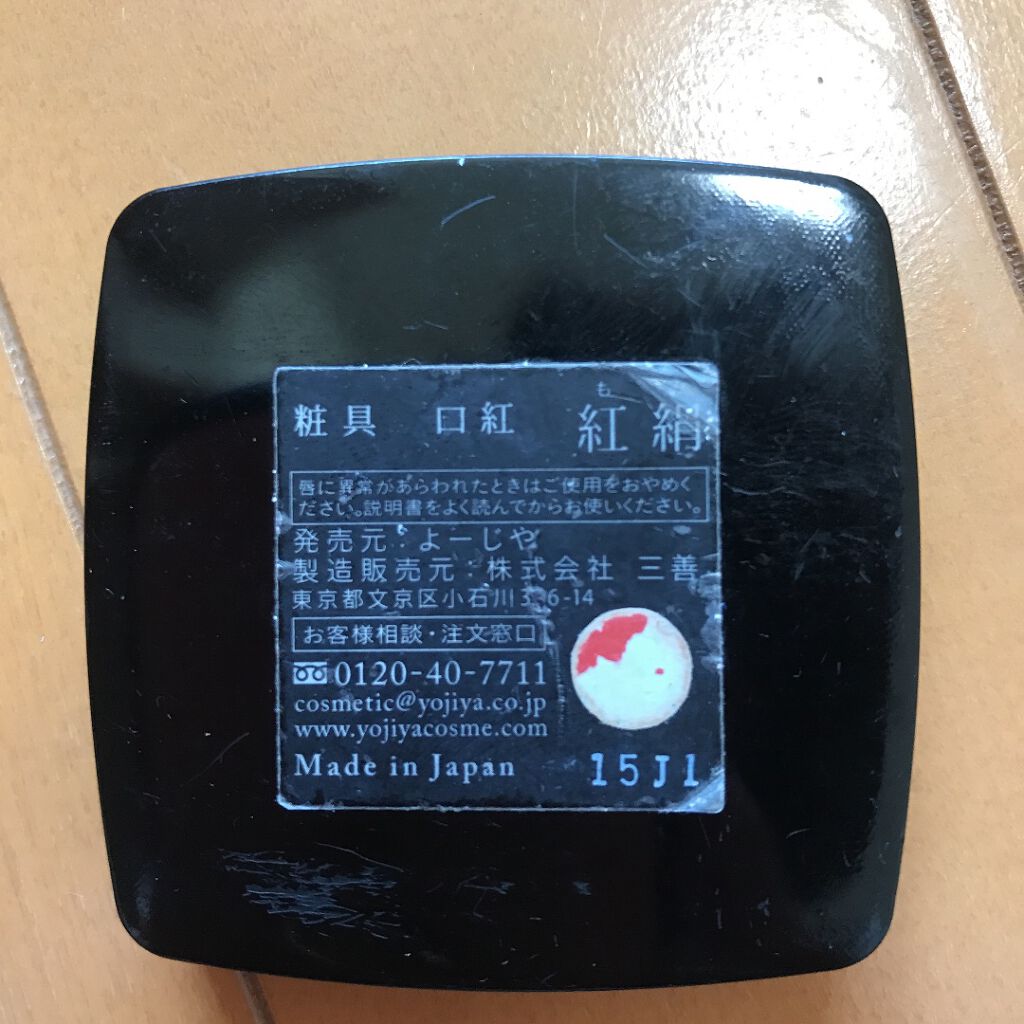 粧具 口紅 紅絹
も
唇に異常があらわれたときはご使用をおやめく
ださい。説明書をよく読んでからお使いください。
発売元:よーじや
製造販売元:株式会社 三善
東京都文京区小石川3-6-14
お客様相談・注文窓口
0120-40-7711
cosmetic@yojiya.co.jp
www.yojiyacosme.com
Made in Japan
15J1